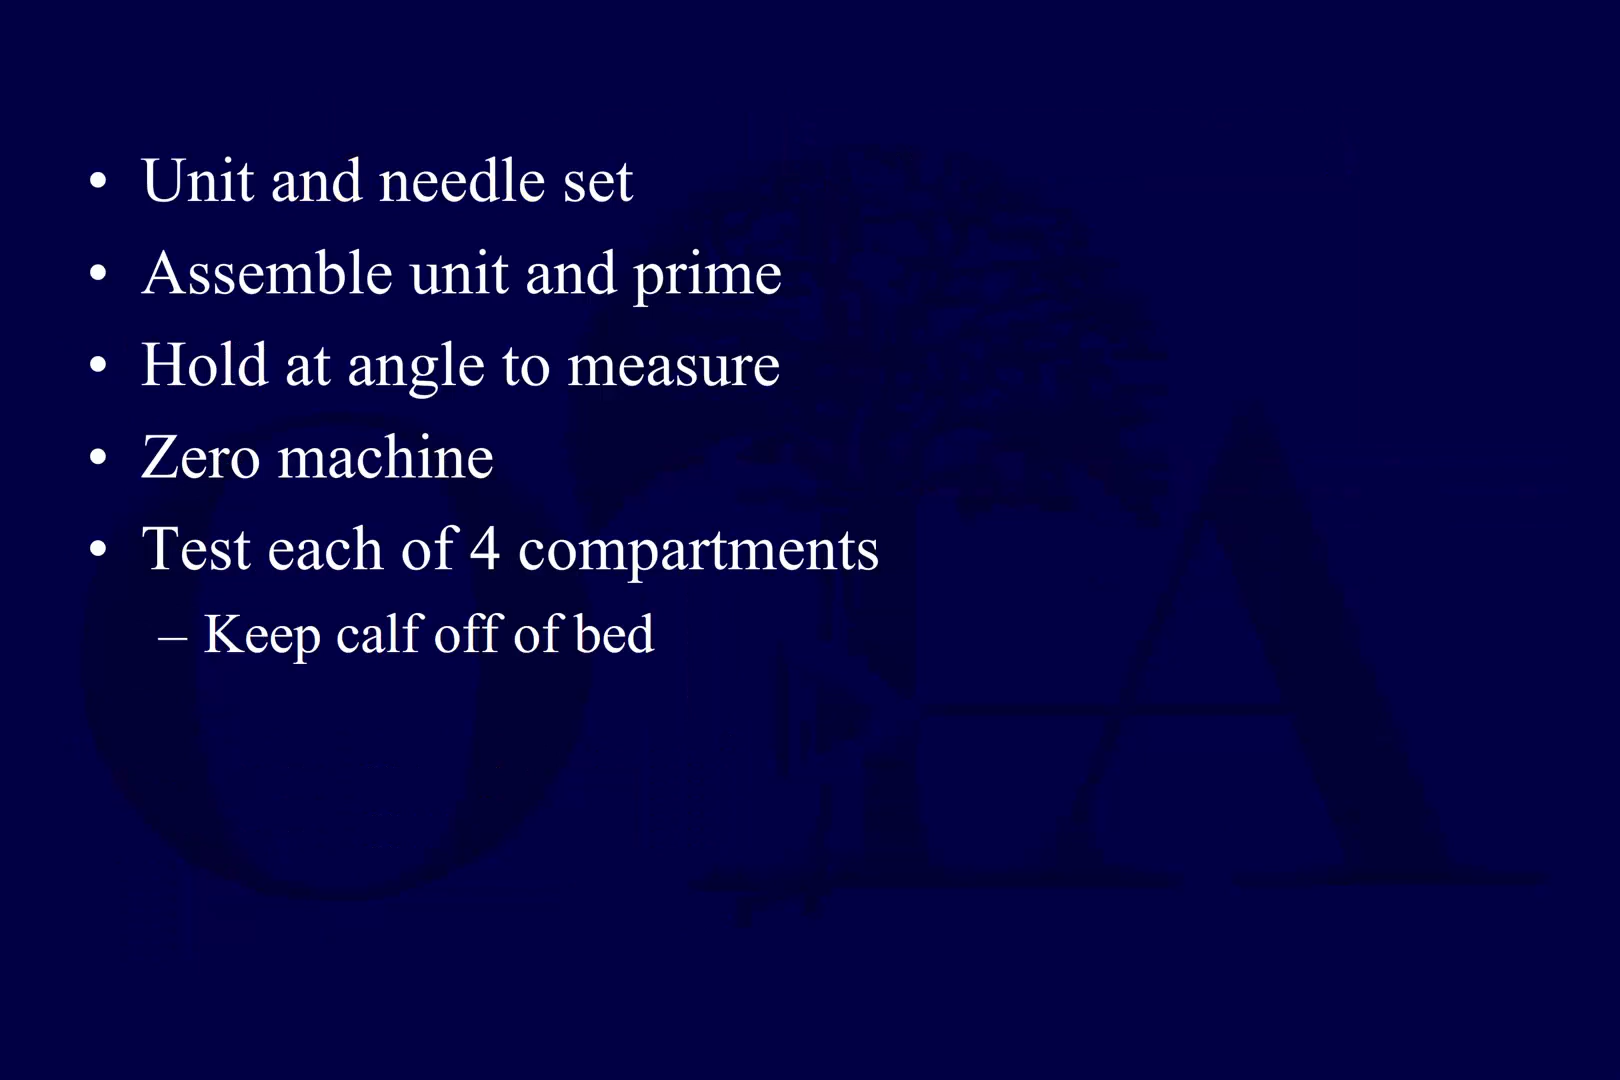 • Unit and needle set
• Assemble unit and prime
• Hold at angle to measure
• Zero machine
• Test each of 4 compartments
– Keep calf off of bed
OTA